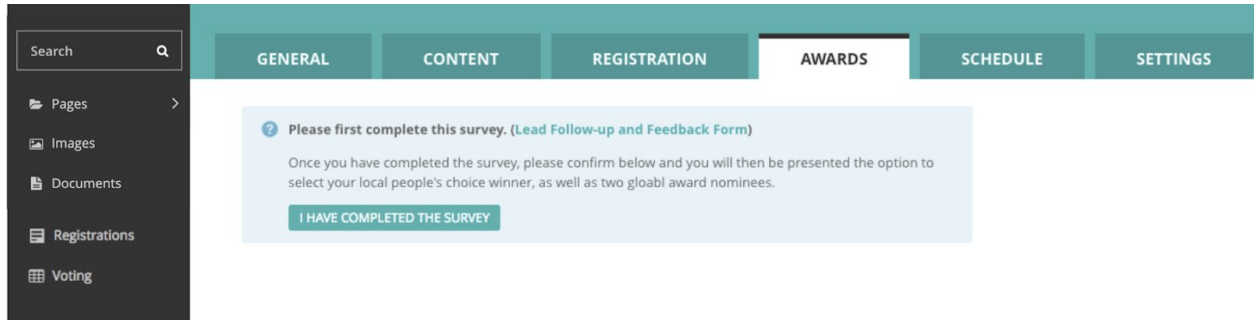 Search
Pages
Images
Documents
Registrations
Voting
GENERAL CONTENT REGISTRATION AWARDS SCHEDULE SETTINGS
Please first complete this survey. (Lead Follow-up and Feedback Form)
Once you have completed the survey, please confirm below and you will then be presented the option to
select your local people's choice winner, as well as two gloabl award nominees.
I HAVE COMPLETED THE SURVEY